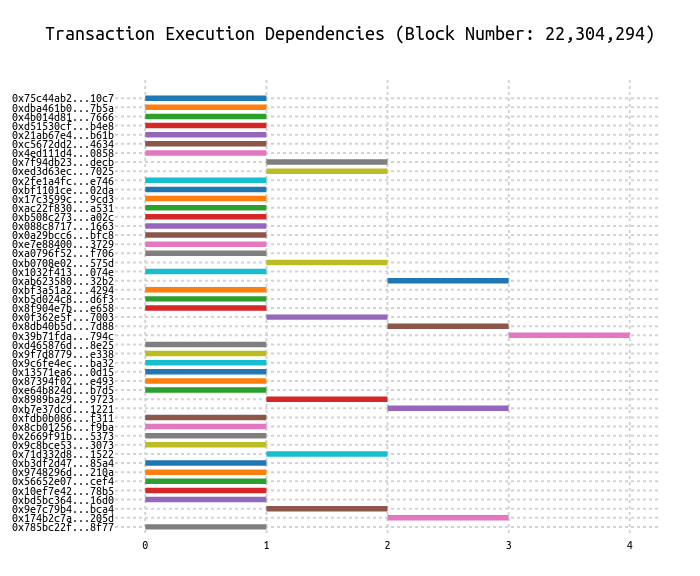 Transaction Execution Dependencies (Block Number: 22,304,294)
0x75c44ab2...10c7
0xdba461b0...7b5a
0x4b014d81...7666
0xd51530cf...b4e8
0x21ab67e4...b61b
0xc5672dd2...4634
0x4ed111d4...0858
0x7f94db23...decb
0xed3d63ec...7025
0x2fe1a4fc...e746
0xbf1101ce...02da
0x17c3599c...9cd3
0xac22f830...a531
0xb508c273...a02c
0x088c8717...1663
0x0a29bcc6...bfc8
0xe7e88400...3729
0xa0796f52...f706
0xb0708e02...575d
0x1032f413...074e
0xab623580...32b2
0xbf3a51a2...4294
0xb5d024c8...d6f3
0x8f904e7b...e658
0x0f362e5f...7003
0x8db40b5d...7d88
0x39b71fda...794c
0xd465876d...8e25
0x9f7d8779...e338
0x9c6fe4ec...ba32
0x13571ea6...0d15
0x87394f02...e493
0xe64b824d...b7d5
0x8989ba29...9723
0xb7e37dcd...1221
0xfdb0b086...f311
0x8cb01256...f9ba
0x2669f91b...5373
0x9c8bce53...3073
0x71d332d8...1522
0xb3df2d47...85a4
0x9748296d...210a
0x56652e07...cef4
0x10ef7e42...78b5
0xbd5bc364...16d0
0x9e7c79b4...bca4
0x174b2c7a...205d
0x785bc22f...8f77
0 1 2 3 4